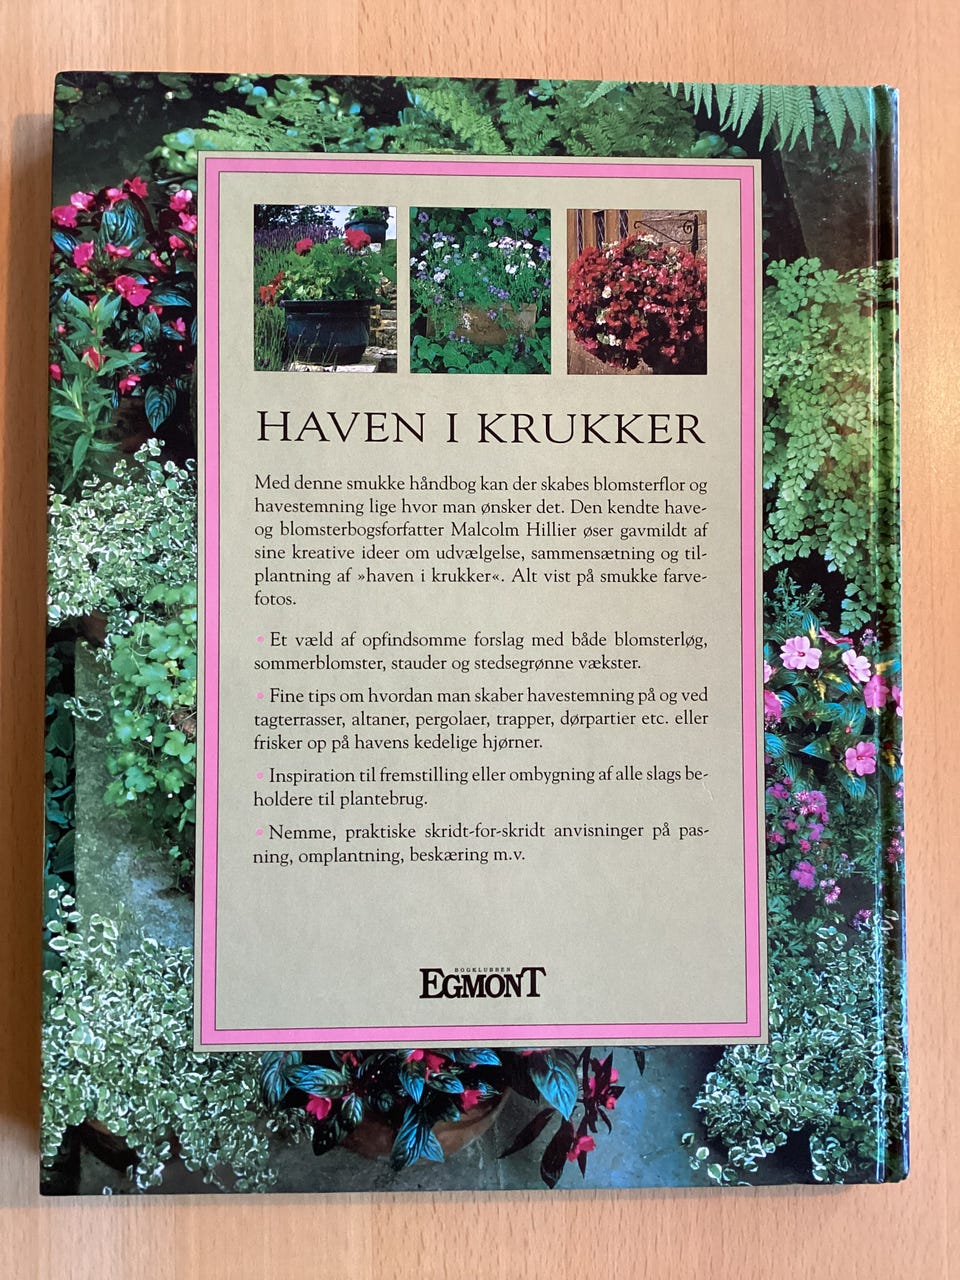 HAVEN I KRUKKER
Med denne smukke håndbog kan der skabes blomsterflor og
havestemning lige hvor man ønsker det. Den kendte have-
og blomsterbogsforfatter Malcolm Hillier øser gavmildt af
sine kreative ideer om udvælgelse, sammensætning og til-
plantning af »haven i krukker«. Alt vist på smukke farve-
fotos.
• Et væld af opfindsomme forslag med både blomsterløg,
sommerblomster, stauder og stedsegrønne vækster.
• Fine tips om hvordan man skaber havestemning på og ved
tagterrasser, altaner, pergolaer, trapper, dørpartier etc. eller
frisker op på havens kedelige hjørner.
• Inspiration til fremstilling eller ombygning af alle slags be-
holdere til plantebrug.
• Nemme, praktiske skridt-for-skridt anvisninger på pas-
ning, omplantning, beskæring m.v.
BOGKLUBBEN
EGMONT